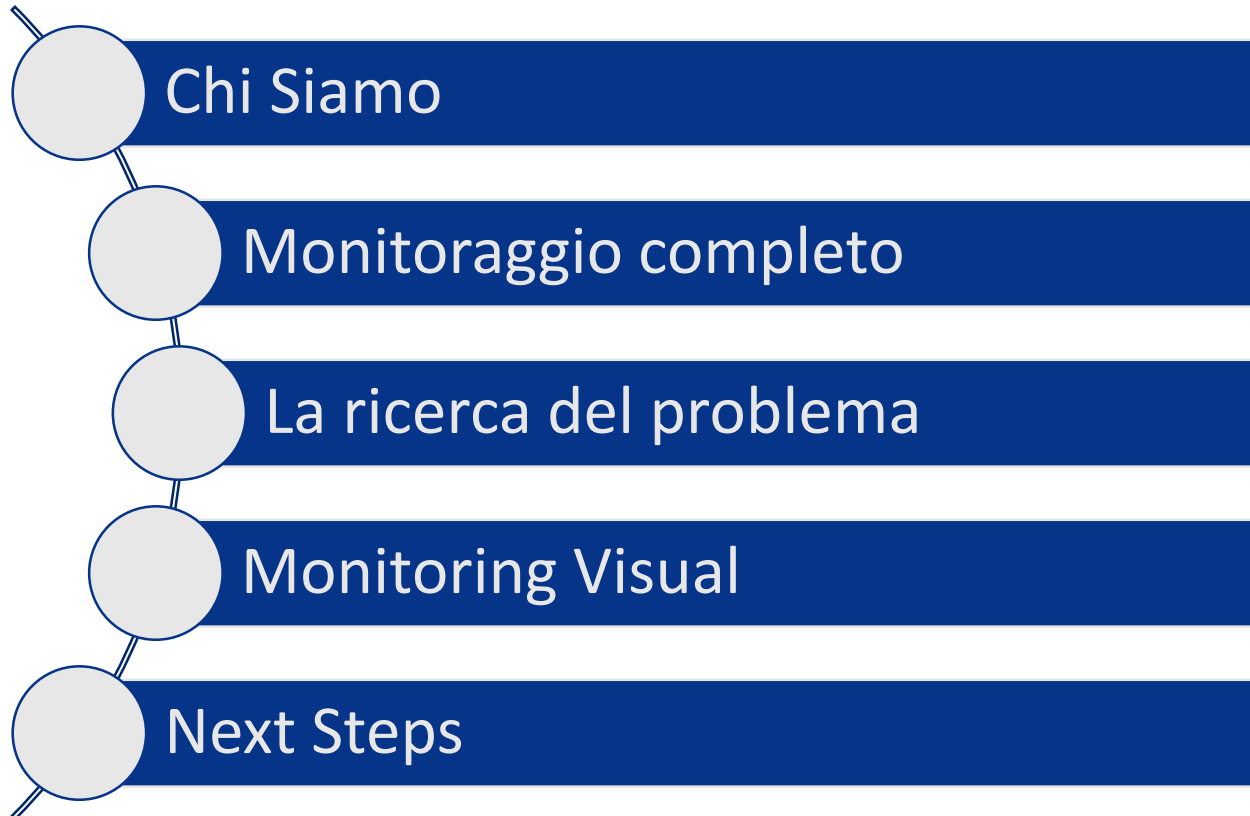 Chi Siamo
Monitoraggio completo
La ricerca del problema
Monitoring Visual
Next Steps